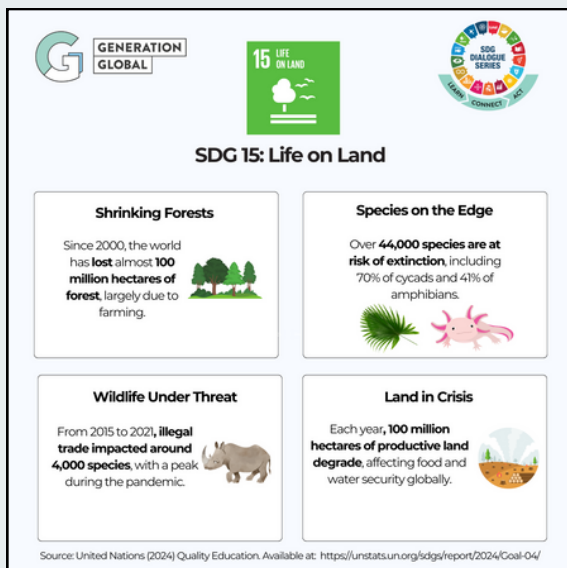 GENERATION
GLOBAL
15 LIFE
ON LAND
SDG
DIALOGUE
SERIES
LEARN CONNECT ACT
SDG 15: Life on Land
Shrinking Forests
Since 2000, the world
has lost almost 100
million hectares of
forest, largely due to
farming.
Species on the Edge
Over 44,000 species are at
risk of extinction, including
70% of cycads and 41% of
amphibians.
Wildlife Under Threat
From 2015 to 2021, illegal
trade impacted around
4,000 species, with a peak
during the pandemic.
Land in Crisis
Each year, 100 million
hectares of productive land
degrade, affecting food and
water security globally.
Source: United Nations (2024) Quality Education. Available at: https://unstats.un.org/sdgs/report/2024/Goal-04/